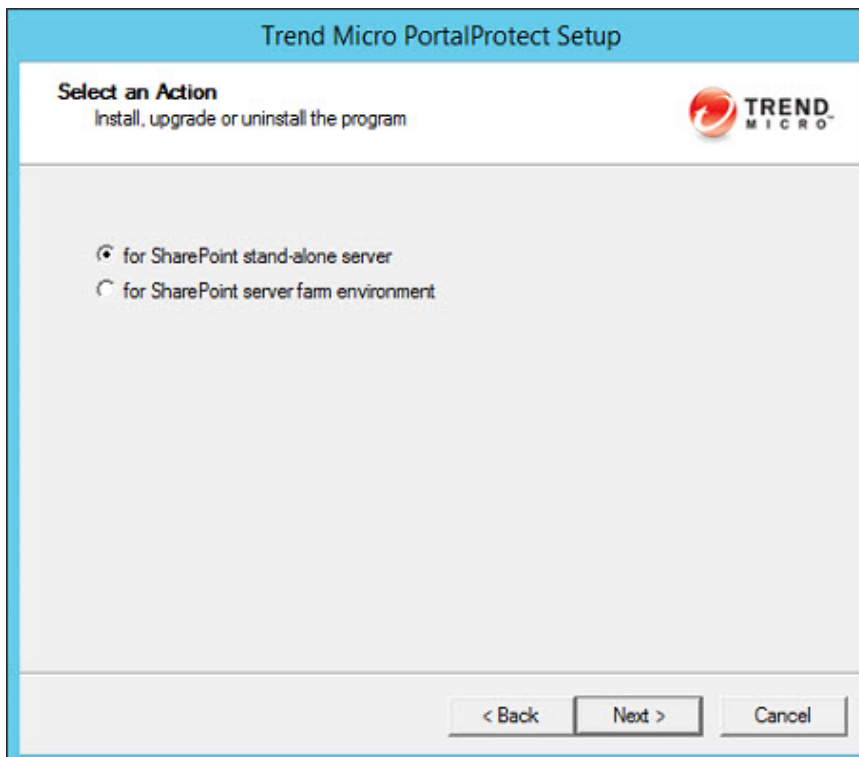 Trend Micro PortalProtect Setup
Select an Action
Install, upgrade or uninstall the program
TREND
MICRO™
for SharePoint stand-alone server
for SharePoint server farm environment
< Back Next > Cancel